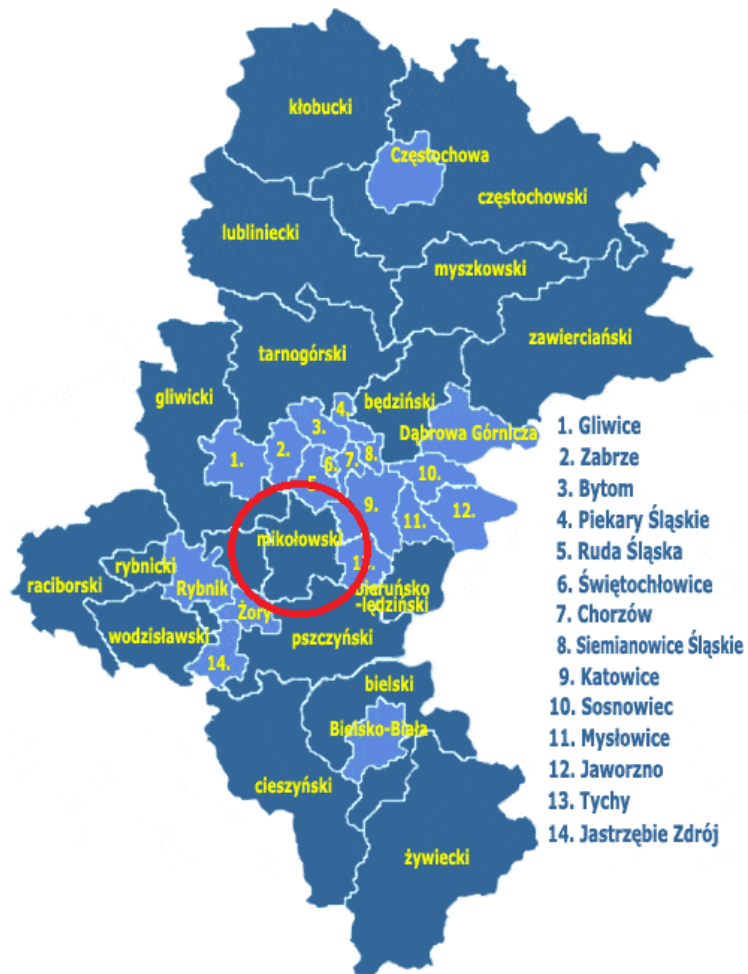 kłobucki
Częstochowa
częstochowski
lubliniecki
myszkowski
zawierciański
tarnogórski
gliwicki
będziński
4.
3.
Dąbrowa Górnicza
1.
2.
6.
7.
8.
5.
10.
9.
11.
12.
mikołowski
rybnicki
raciborski
Rybnik
bieruńsko
-lędziński
Żory
wodzisławski
pszczyński
14.
bielski
Bielsko-Biała
cieszyński
żywiecki
1. Gliwice
2. Zabrze
3. Bytom
4. Piekary Śląskie
5. Ruda Śląska
6. Świętochłowice
7. Chorzów
8. Siemianowice Śląskie
9. Katowice
10. Sosnowiec
11. Mysłowice
12. Jaworzno
13. Tychy
14. Jastrzębie Zdrój